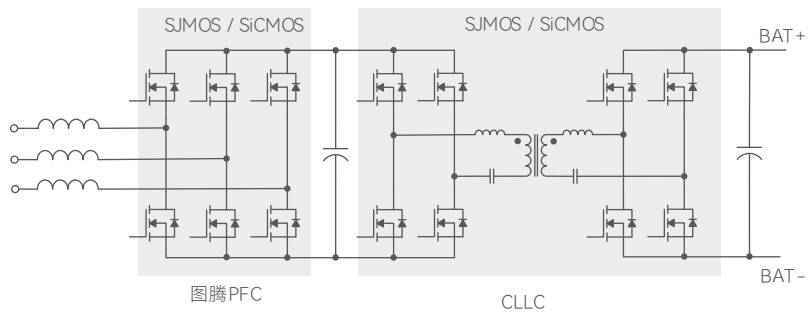 SJMOS / SiCMOS
SJMOS / SiCMOS
BAT+
BAT-
图腾PFC
CLLC